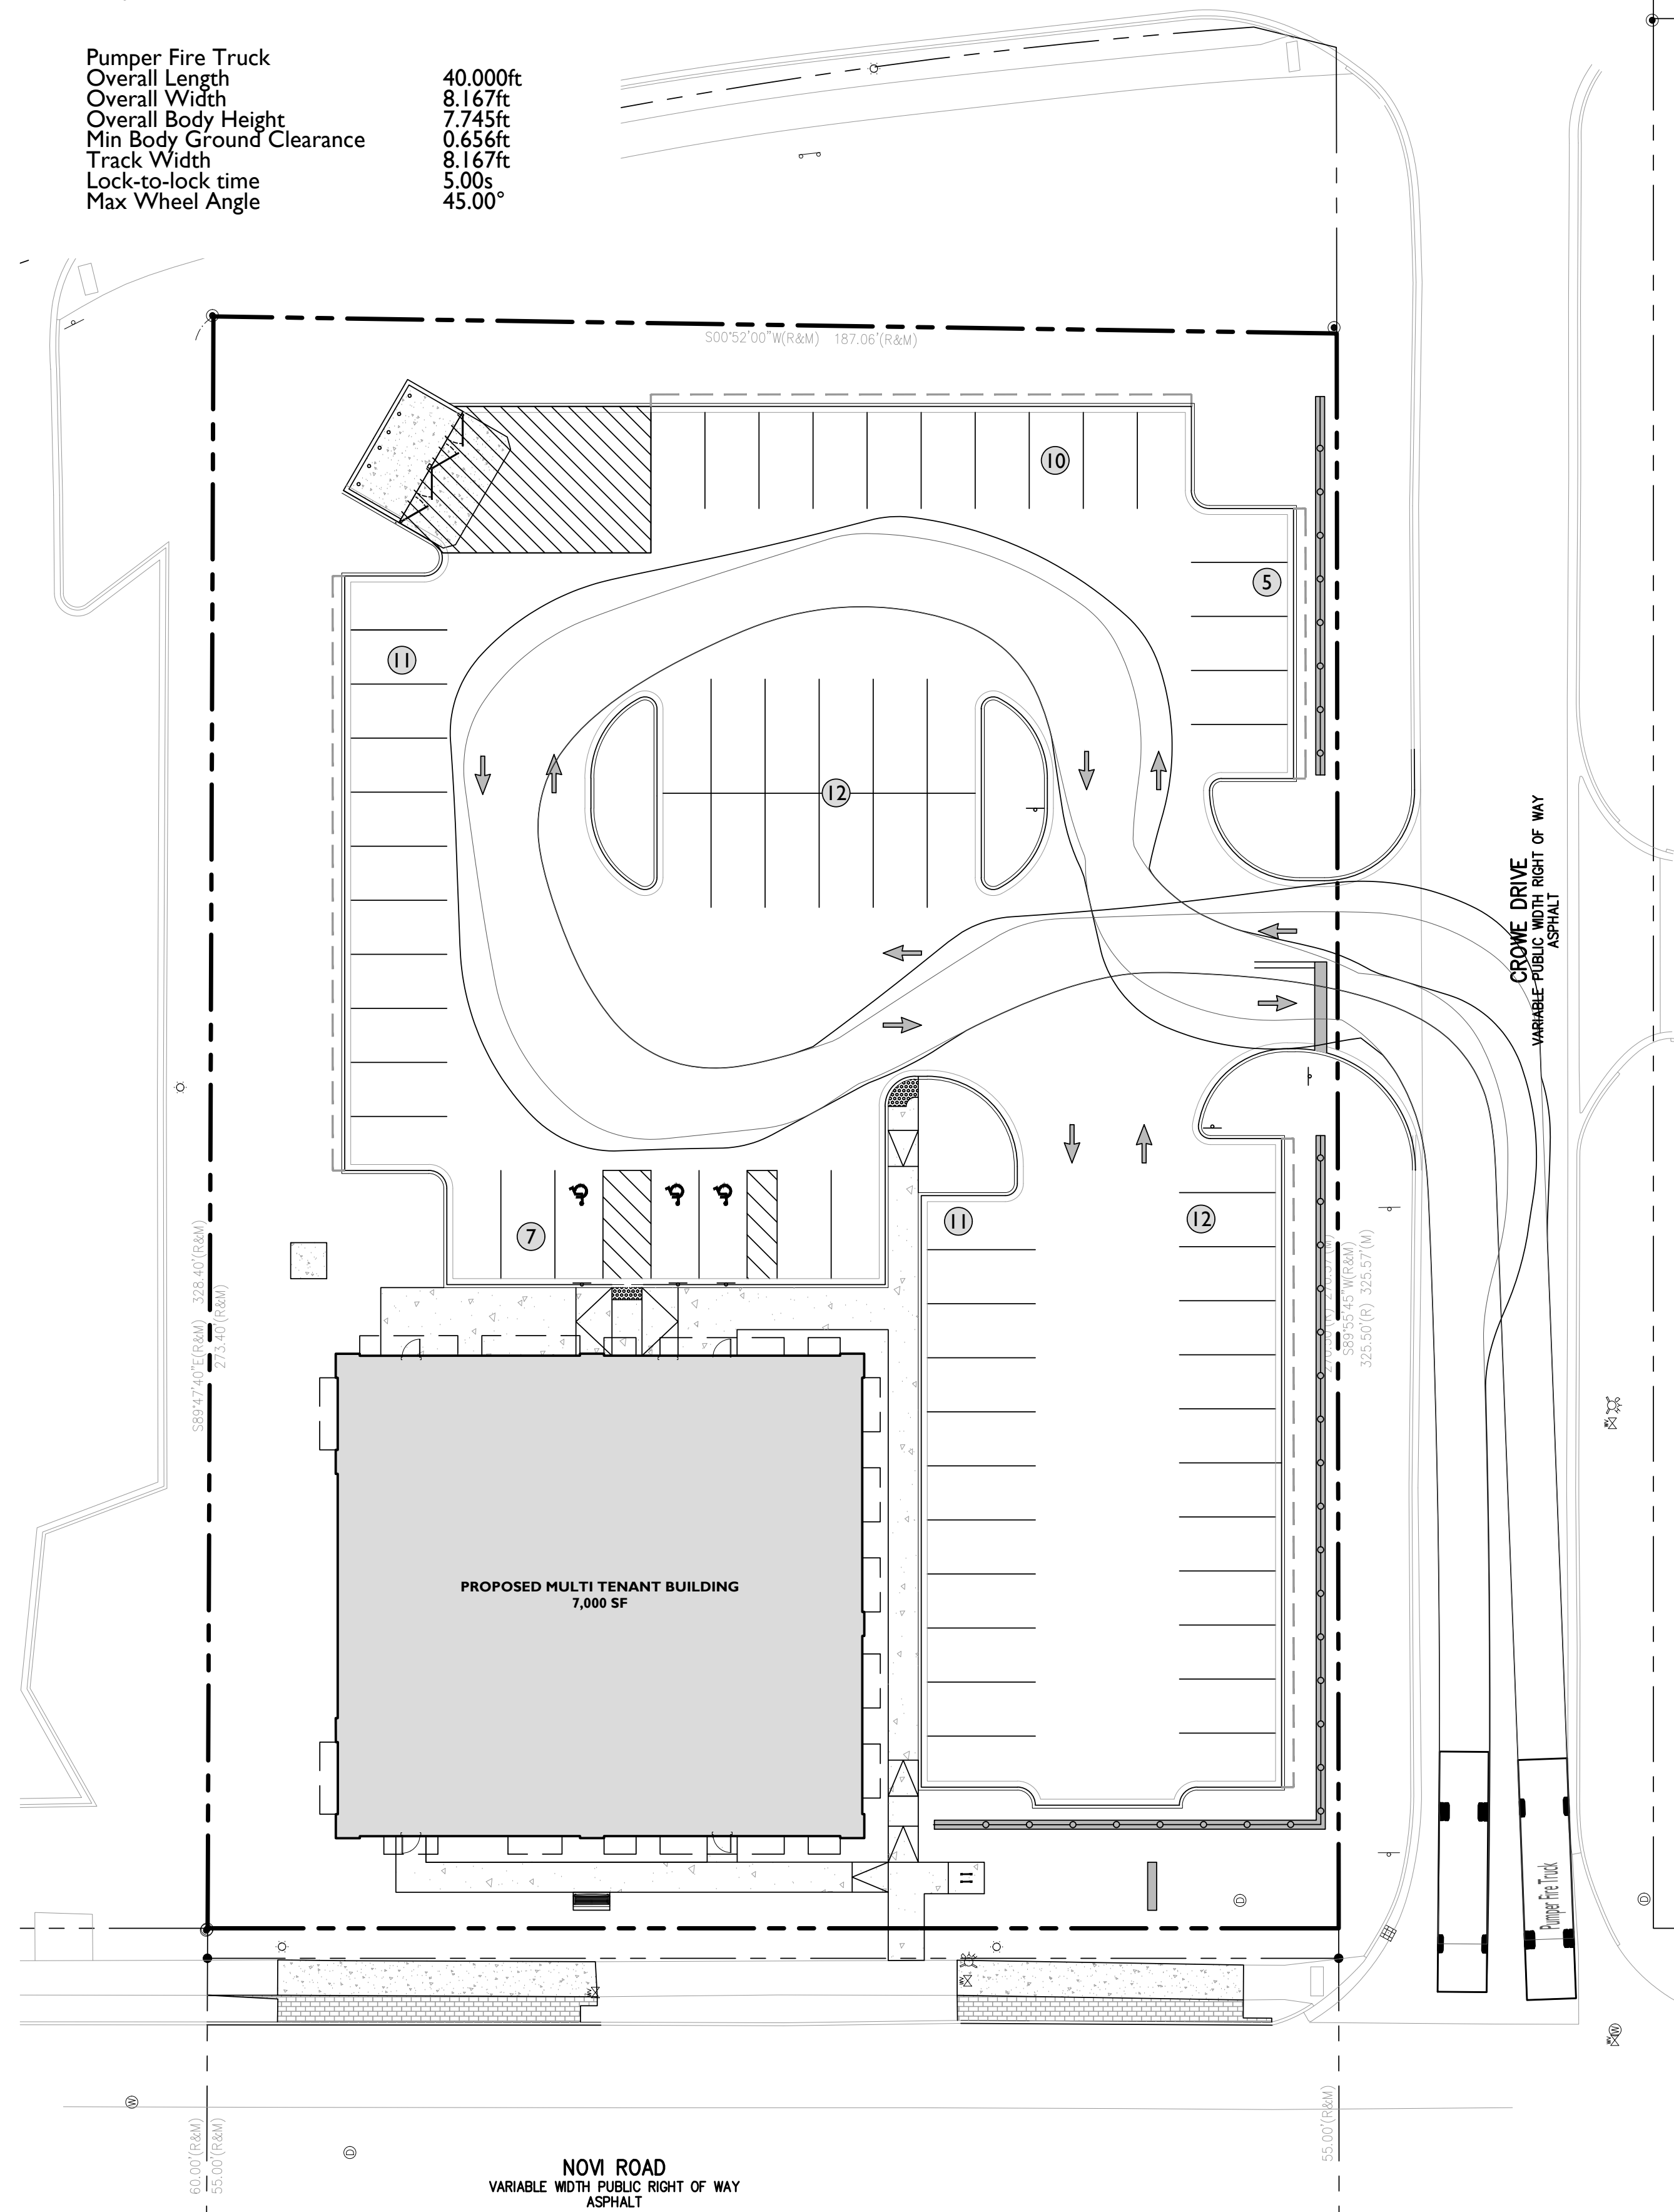 Pumper Fire Truck
Overall Length 40.000ft
Overall Width 8.167ft
Overall Body Height 7.745ft
Min Body Ground Clearance 0.656ft
Track Width 8.167ft
Lock-to-lock time 5.00s
Max Wheel Angle 45.00°
S00°52'00"W(R&M) 187.06'(R&M)
10
5
11
12
CROWE DRIVE
VARIABLE PUBLIC WIDTH RIGHT OF WAY
ASPHALT
7
11
12
S89°47'40"E(R&M) 328.40'(R&M)
273.40'(R&M)
S89°55'45"W(R&M)
325.50'(R) 325.57'(M)
PROPOSED MULTI TENANT BUILDING
7,000 SF
Pumper Fire Truck
D
D
W
W
D
WV
WV
WV
WV
60.00'(R&M)
55.00'(R&M)
55.00'(R&M)
NOVI ROAD
VARIABLE WIDTH PUBLIC RIGHT OF WAY
ASPHALT